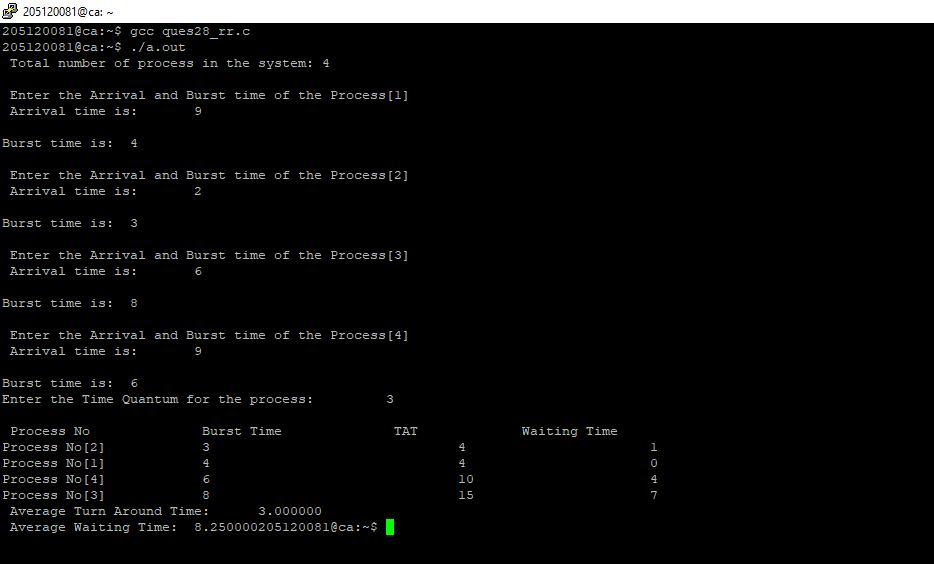 205120081@ca: ~
205120081@ca:~$ gcc ques28_rr.c
205120081@ca:~$ ./a.out
Total number of process in the system: 4
Enter the Arrival and Burst time of the Process[1]
Arrival time is: 9
Burst time is: 4
Enter the Arrival and Burst time of the Process[2]
Arrival time is: 2
Burst time is: 3
Enter the Arrival and Burst time of the Process[3]
Arrival time is: 6
Burst time is: 8
Enter the Arrival and Burst time of the Process[4]
Arrival time is: 9
Burst time is: 6
Enter the Time Quantum for the process: 3
Process No Burst Time TAT Waiting Time
Process No[2] 3 4 1
Process No[1] 4 4 0
Process No[4] 6 10 4
Process No[3] 8 15 7
Average Turn Around Time: 3.000000
Average Waiting Time: 8.250000205120081@ca:~$